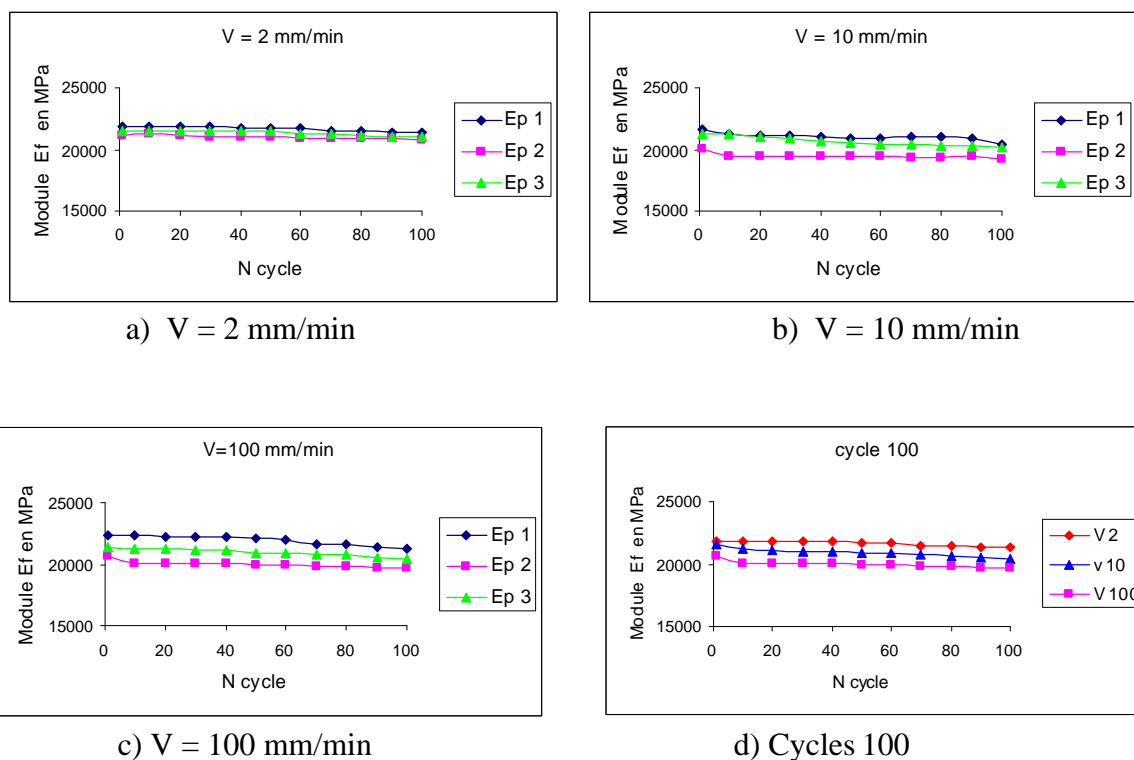 V = 2 mm/min
Module Ef en MPa
25000
20000
15000
0 20 40 60 80 100
N cycle
Ep 1
Ep 2
Ep 3
a) V = 2 mm/min
V = 10 mm/min
Module Ef en MPa
25000
20000
15000
0 20 40 60 80 100
N cycle
Ep 1
Ep 2
Ep 3
b) V = 10 mm/min
V=100 mm/min
Module Ef en MPa
25000
20000
15000
0 20 40 60 80 100
N cycle
Ep 1
Ep 2
Ep 3
c) V = 100 mm/min
cycle 100
Module Ef en MPa
25000
20000
15000
0 20 40 60 80 100
N cycle
V 2
v 10
V 100
d) Cycles 100